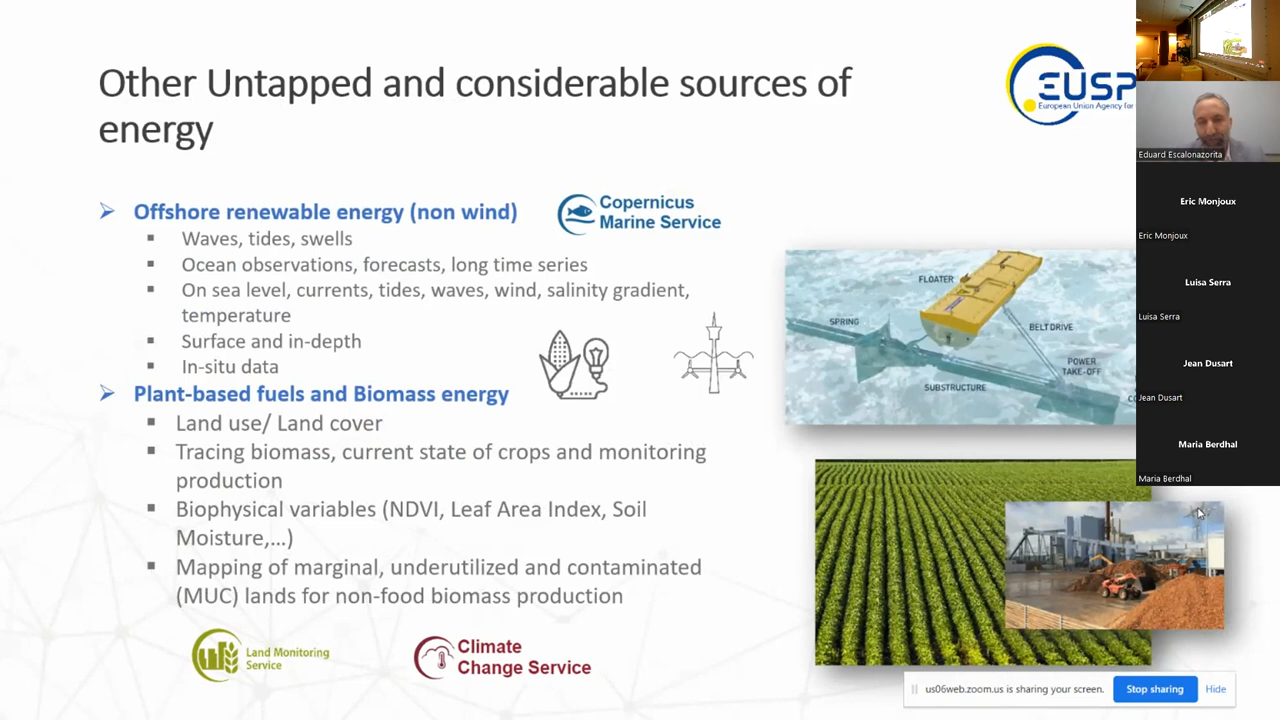 Other Untapped and considerable sources of
energy
EUSP
European Union Agency for
Offshore renewable energy (non wind)
Copernicus
Marine Service
Waves, tides, swells
Ocean observations, forecasts, long time series
On sea level, currents, tides, waves, wind, salinity gradient,
temperature
Surface and in-depth
In-situ data
Plant-based fuels and Biomass energy
Land use/ Land cover
Tracing biomass, current state of crops and monitoring
production
Biophysical variables (NDVI, Leaf Area Index, Soil
Moisture,...)
Mapping of marginal, underutilized and contaminated
(MUC) lands for non-food biomass production
Land Monitoring
Service
Climate
Change Service
FLOATER
SPRING
BELT DRIVE
POWER
TAKE-OFF
SUBSTRUCTURE
Eduard Escalonazorita
Eric Monjoux
Eric Monjoux
Luisa Serra
Luisa Serra
Jean Dusart
Jean Dusart
Maria Berdhal
Maria Berdhal
us06web.zoom.us is sharing your screen.
Stop sharing
Hide